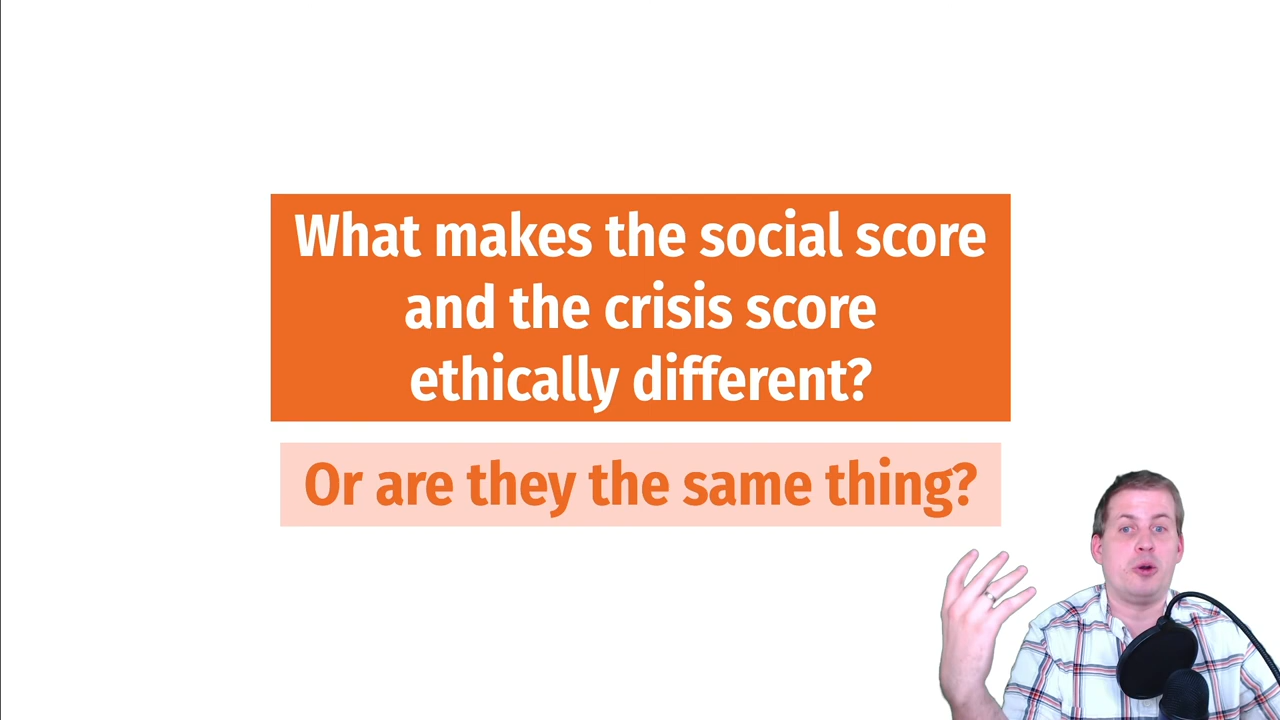 What makes the social score
and the crisis score
ethically different?
Or are they the same thing?